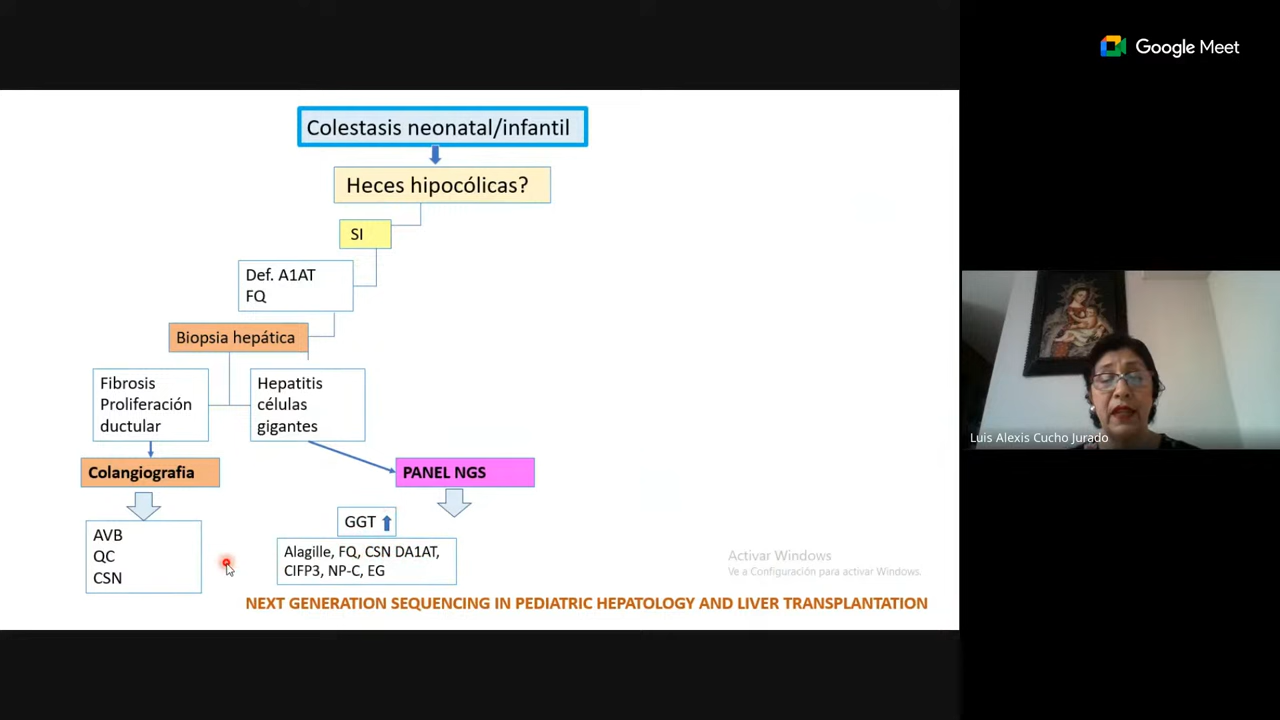 Google Meet
Colestasis neonatal/infantil
Heces hipocólicas?
SI
Def. A1AT
FQ
Biopsia hepática
Fibrosis
Proliferación
ductular
Hepatitis
células
gigantes
Colangiografia
PANEL NGS
AVB
QC
CSN
GGT
Alagille, FQ, CSN DA1AT,
CIFP3, NP-C, EG
Activar Windows
Ve a Configuración para activar Windows.
NEXT GENERATION SEQUENCING IN PEDIATRIC HEPATOLOGY AND LIVER TRANSPLANTATION
Luis Alexis Cucho Jurado